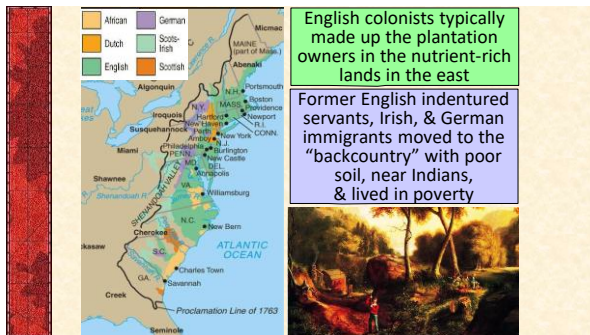 African
German
Dutch
Scots-
Irish
English
Scottish
Micmac
MAINE
(part of Mass.)
Abenaki
Algonquin
Portsmouth
N.H.
Boston
MASS.
Providence
Newport
R.I.
CONN.
N.Y.
Hartford
New Haven
Iroquois
Susquehannock
Perth
Amboy
New York
N.J.
Philadelphia
Burlington
PENN.
New Castle
Miami
MD.
DEL.
Annapolis
Shawnee
Shenandoah R.
SHENANDOAH VALLEY
VA.
Williamsburg
N.C.
New Bern
Cherokee
ATLANTIC
OCEAN
S.C.
Charles Town
GA.
Savannah
Creek
Proclamation Line of 1763
Seminole
English colonists typically
made up the plantation
owners in the nutrient-rich
lands in the east
Former English indentured
servants, Irish, & German
immigrants moved to the
“backcountry” with poor
soil, near Indians,
& lived in poverty